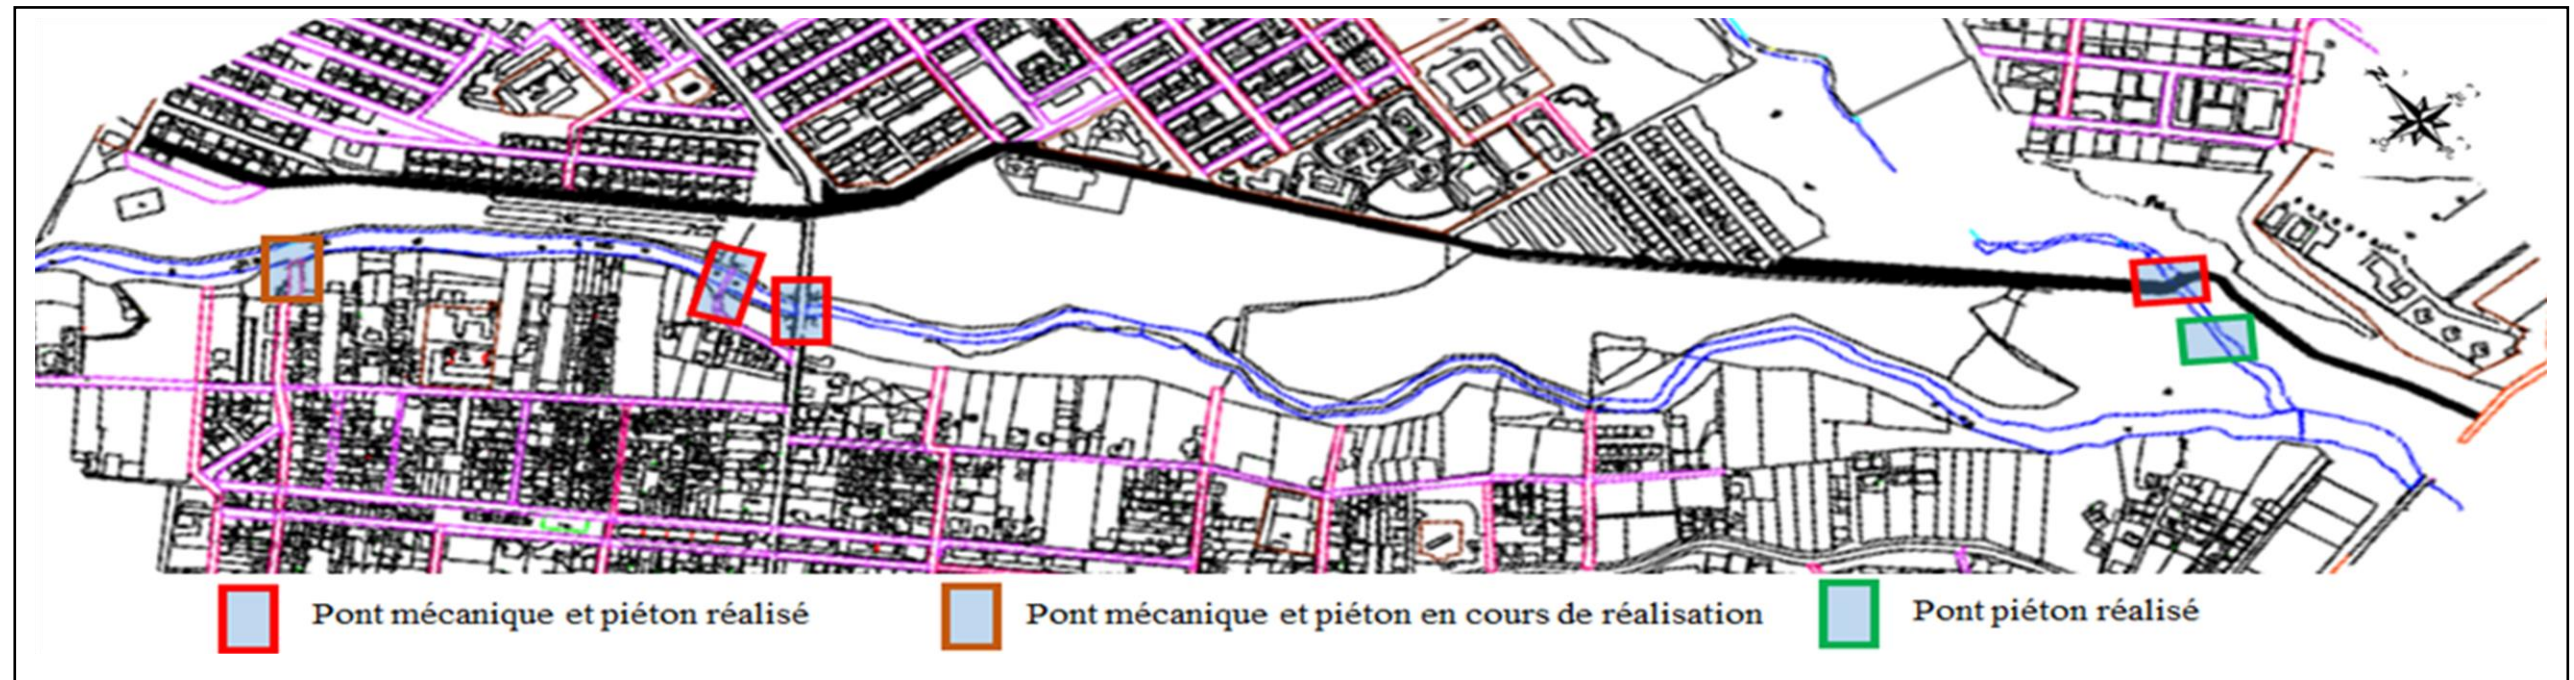 Pont mécanique et piéton réalisé
Pont mécanique et piéton en cours de réalisation
Pont piéton réalisé